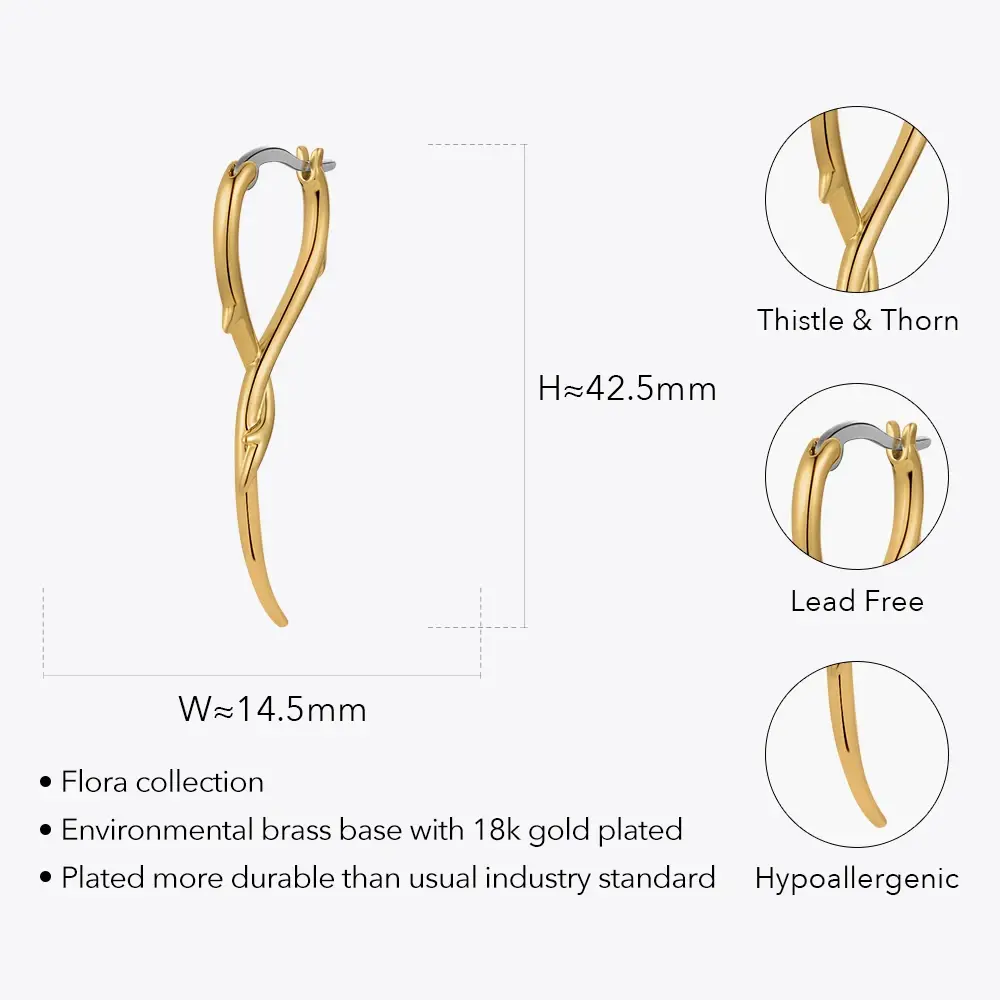 H≈42.5mm
W≈14.5mm
Thistle & Thorn
Lead Free
Hypoallergenic
• Flora collection
• Environmental brass base with 18k gold plated
• Plated more durable than usual industry standard